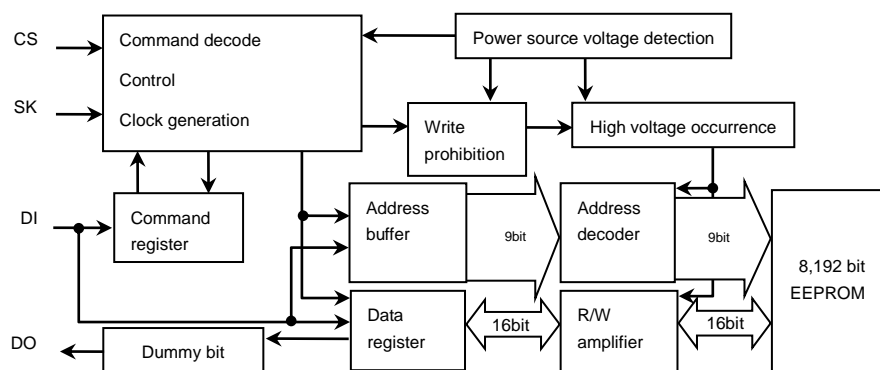 CS
Command decode
Control
Clock generation
SK
Power source voltage detection
Write
prohibition
High voltage occurrence
DI
Command
register
Address
buffer
9bit
Address
decoder
9bit
8,192 bit
EEPROM
Data
register
16bit
R/W
amplifier
16bit
DO
Dummy bit